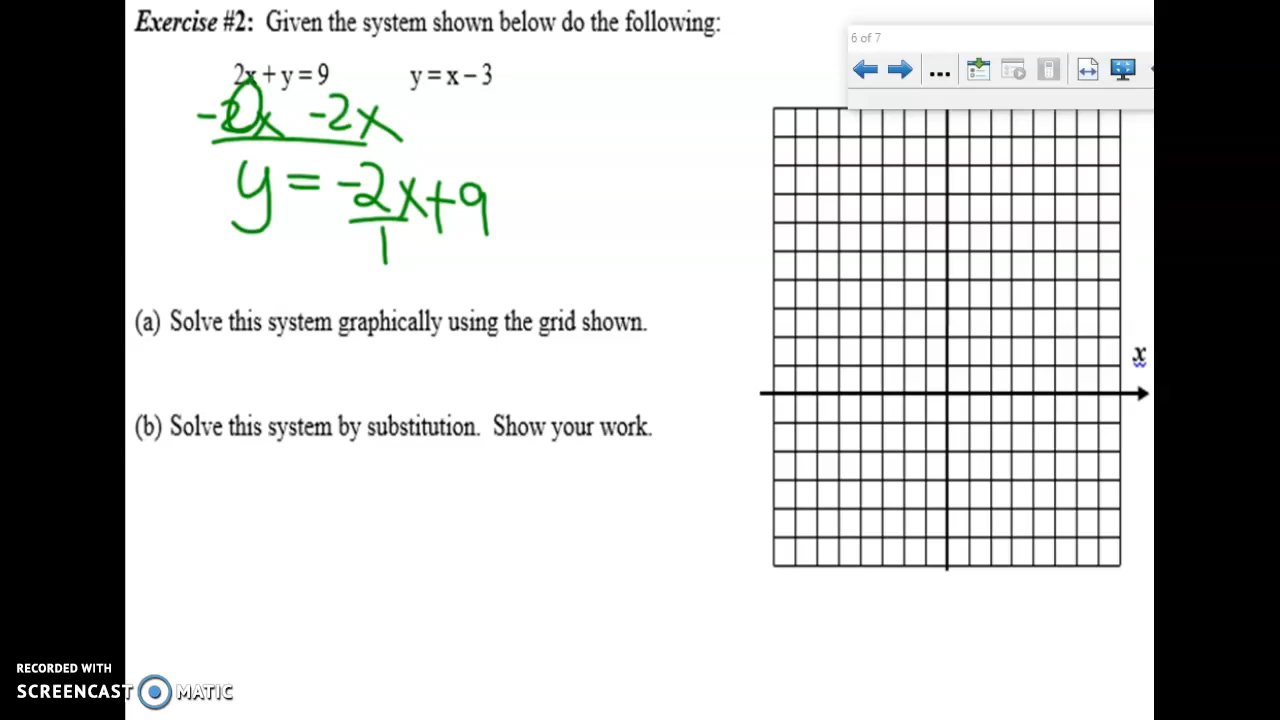 Exercise #2: Given the system shown below do the following:
6 of 7
2x + y = 9 y = x – 3
-2x -2x
y = -2x+9
1
(a) Solve this system graphically using the grid shown.
x
(b) Solve this system by substitution. Show your work.
RECORDED WITH
SCREENCAST MATIC